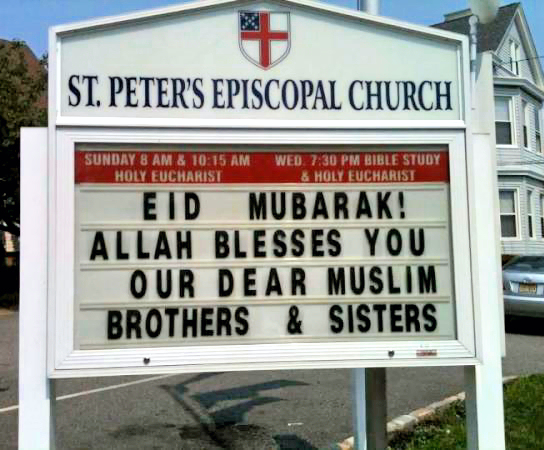 ST. PETER'S EPISCOPAL CHURCH
SUNDAY 8 AM & 10:15 AM WED. 7:30 PM BIBLE STUDY
HOLY EUCHARIST & HOLY EUCHARIST
EID MUBARAK!
ALLAH BLESSES YOU
OUR DEAR MUSLIM
BROTHERS & SISTERS